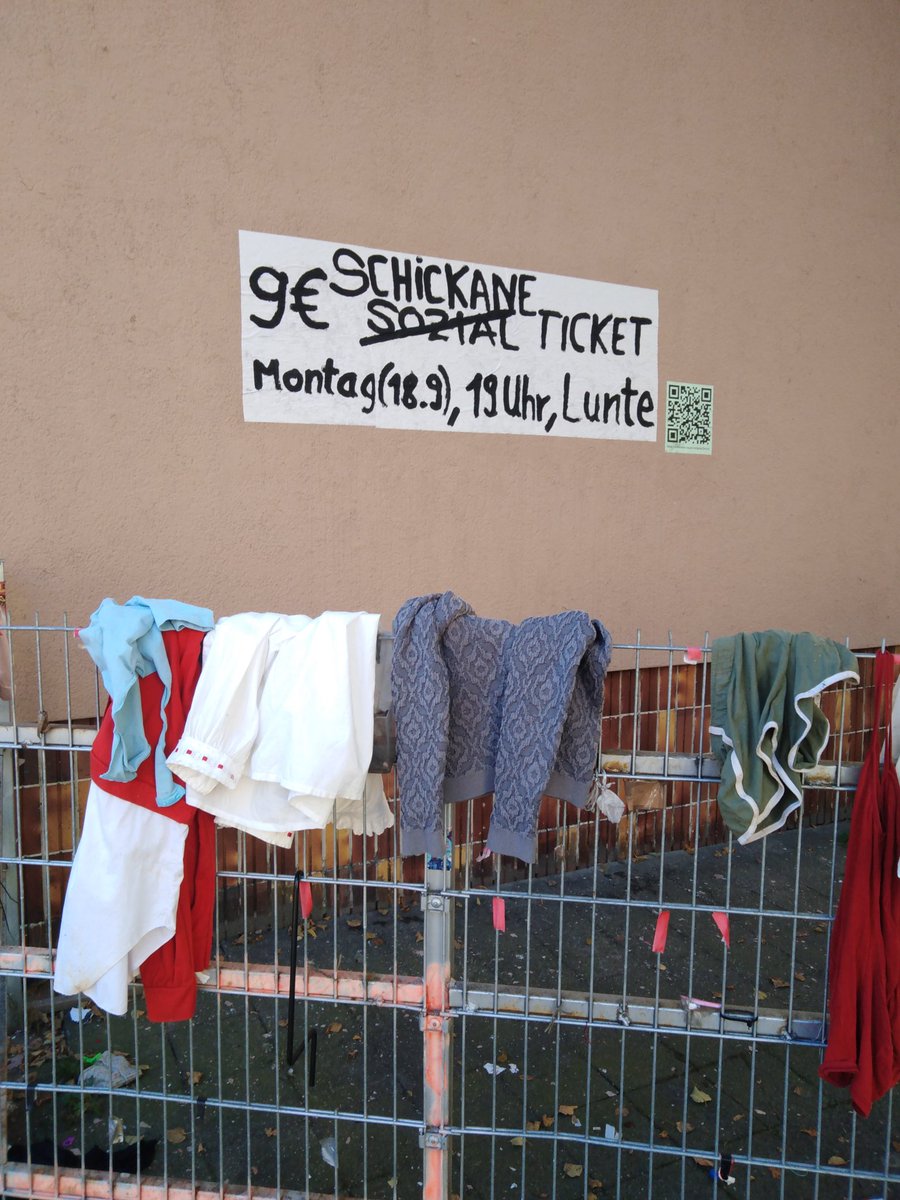 9€ SCHiCKANE
SOZIAL TICKET
Montag(18.9), 19 Uhr, Lunte